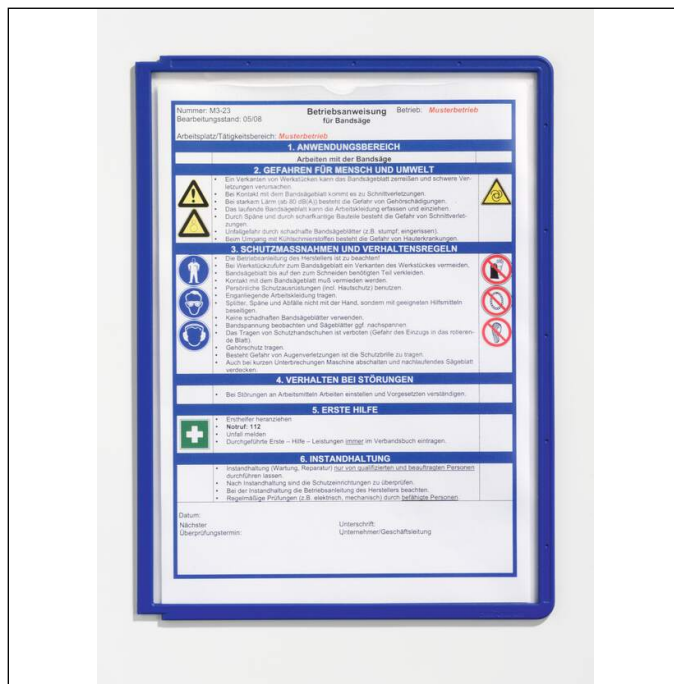 Nummer: M3-23
Betriebsanweisung
Betrieb: Musterbetrieb
Bearbeitungsstand: 05/08
für Bandsäge
Arbeitsplatz/Tätigkeitsbereich: Musterbetrieb
1. ANWENDUNGSBEREICH
Arbeiten mit der Bandsäge
2. GEFAHREN FÜR MENSCH UND UMWELT
• Ein Verkanten von Werkstücken kann das Bandsägeblatt zerreißen und schwere Ver-
letzungen verursachen.
• Bei Kontakt mit dem Bandsägeblatt kommt es zu Schnittverletzungen.
• Bei starkem Lärm (ab 80 dB(A)) besteht die Gefahr von Gehörschädigungen.
• Das laufende Bandsägeblatt kann die Arbeitskleidung erfassen und einziehen.
• Durch Späne und durch scharfkantige Bauteile besteht die Gefahr von Schnittverlet-
zungen.
• Unfallgefahr durch schadhafte Bandsägeblätter (z.B. stumpf, eingerissen).
• Beim Umgang mit Kühlschmierstoffen besteht die Gefahr von Hauterkrankungen.
3. SCHUTZMASSNAHMEN UND VERHALTENSREGELN
• Die Betriebsanleitung des Herstellers ist zu beachten!
• Bei Werkstückzufuhr zum Bandsägeblatt ein Verkanten des Werkstückes vermeiden,
• Bandsägeblatt bis auf den zum Schneiden benötigten Teil verkleiden.
• Kontakt mit dem Bandsägeblatt muß vermieden werden.
• Persönliche Schutzausrüstungen (incl. Hautschutz) benutzen.
• Enganliegende Arbeitskleidung tragen.
• Splitter, Späne und Abfälle nicht mit der Hand, sondern mit geeigneten Hilfsmitteln
beseitigen.
• Keine schadhaften Bandsägeblätter verwenden.
• Bandspannung beobachten und Sägeblätter ggf. nachspannen
• Das Tragen von Schutzhandschuhen ist verboten (Gefahr des Einzugs in das rotieren-
de Blatt).
• Gehörschutz tragen.
• Besteht Gefahr von Augenverletzungen ist die Schutzbrille zu tragen.
• Auch bei kurzen Unterbrechungen Maschine abschalten und nachlaufendes Sägeblatt
verdecken.
4. VERHALTEN BEI STÖRUNGEN
• Bei Störungen an Arbeitsmitteln Arbeiten einstellen und Vorgesetzten verständigen.
5. ERSTE HILFE
• Ersthelfer heranziehen
• Notruf: 112
• Unfall melden
• Durchgeführte Erste – Hilfe – Leistungen immer im Verbandsbuch eintragen.
6. INSTANDHALTUNG
• Instandhaltung (Wartung, Reparatur) nur von qualifizierten und beauftragten Personen
durchführen lassen.
• Nach Instandhaltung sind die Schutzeinrichtungen zu überprüfen.
• Bei der Instandhaltung die Betriebsanleitung des Herstellers beachten.
• Regelmäßige Prüfungen (z.B. elektrisch, mechanisch) durch befähigte Personen
Datum:
Nächster
Unterschrift:
Überprüfungstermin:
Unternehmer/Geschäftsleitung